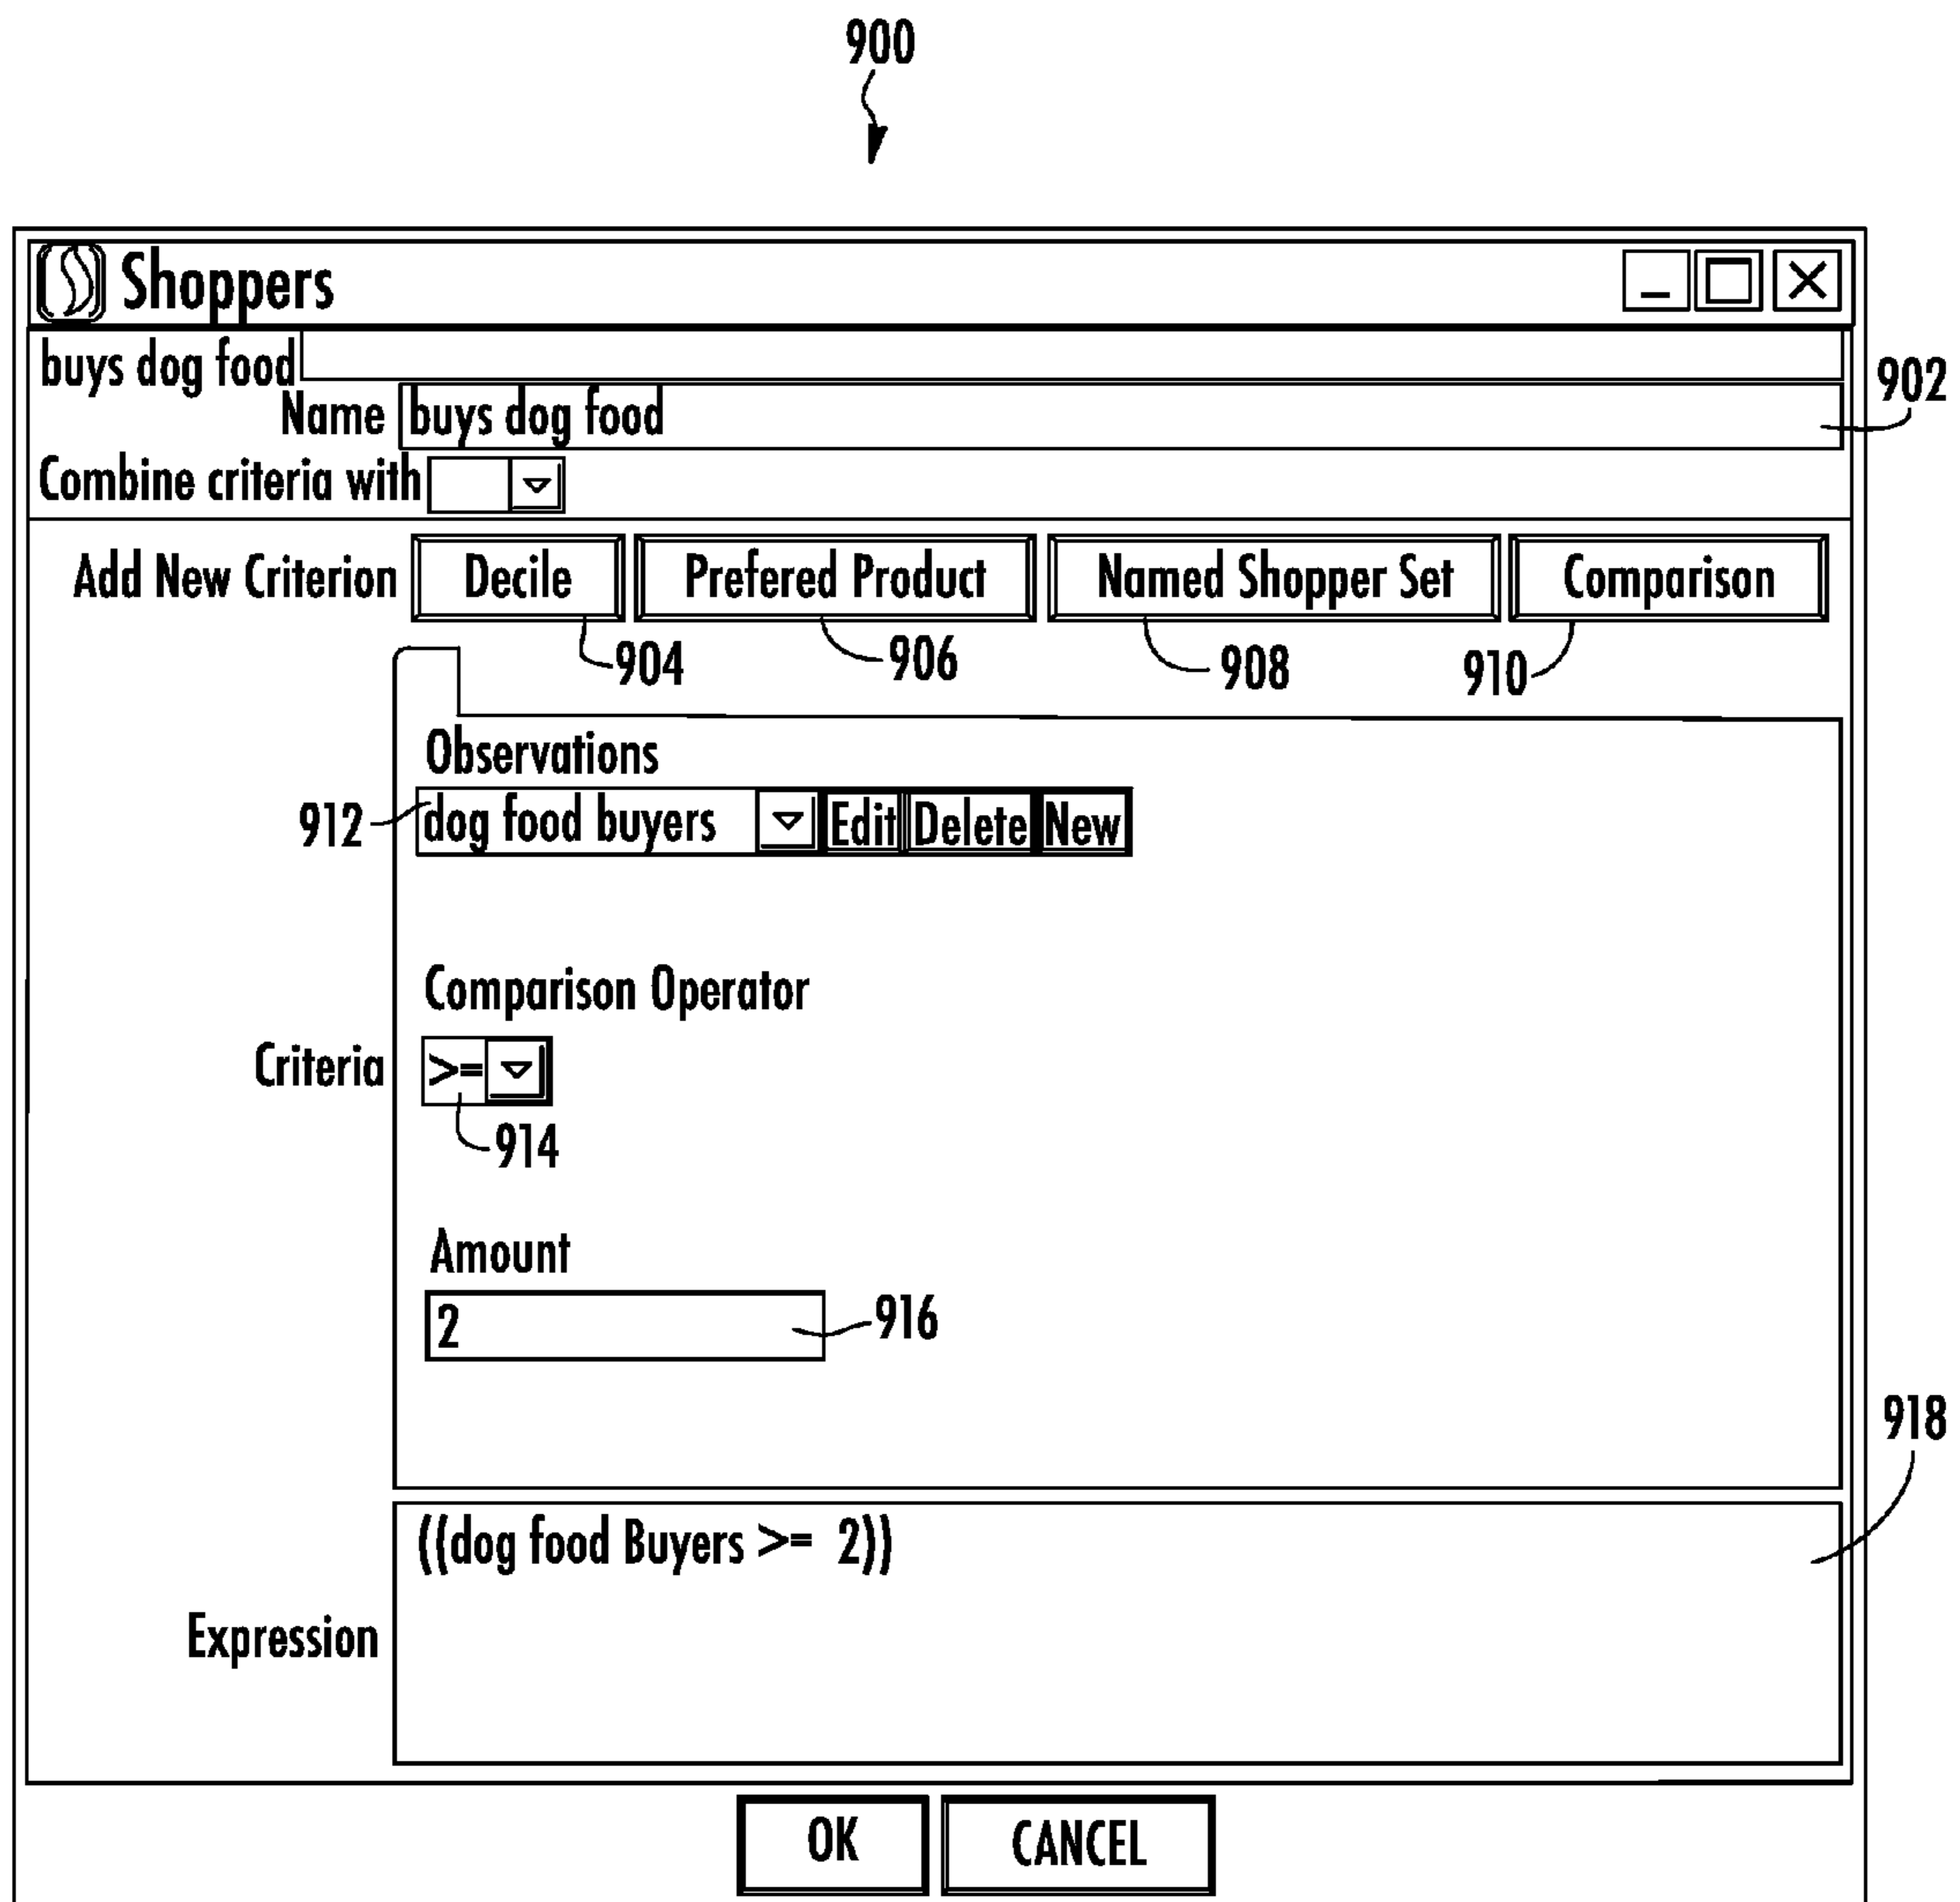 900
Shoppers
buys dog food
902
Name buys dog food
Combine criteria with
Add New Criterion Decile Prefered Product Named Shopper Set Comparison
904 906 908 910
Observations
912 dog food buyers Edit Delete New
Comparison Operator
Criteria >=
914
Amount
2 916
918
((dog food Buyers >= 2))
Expression
OK CANCEL